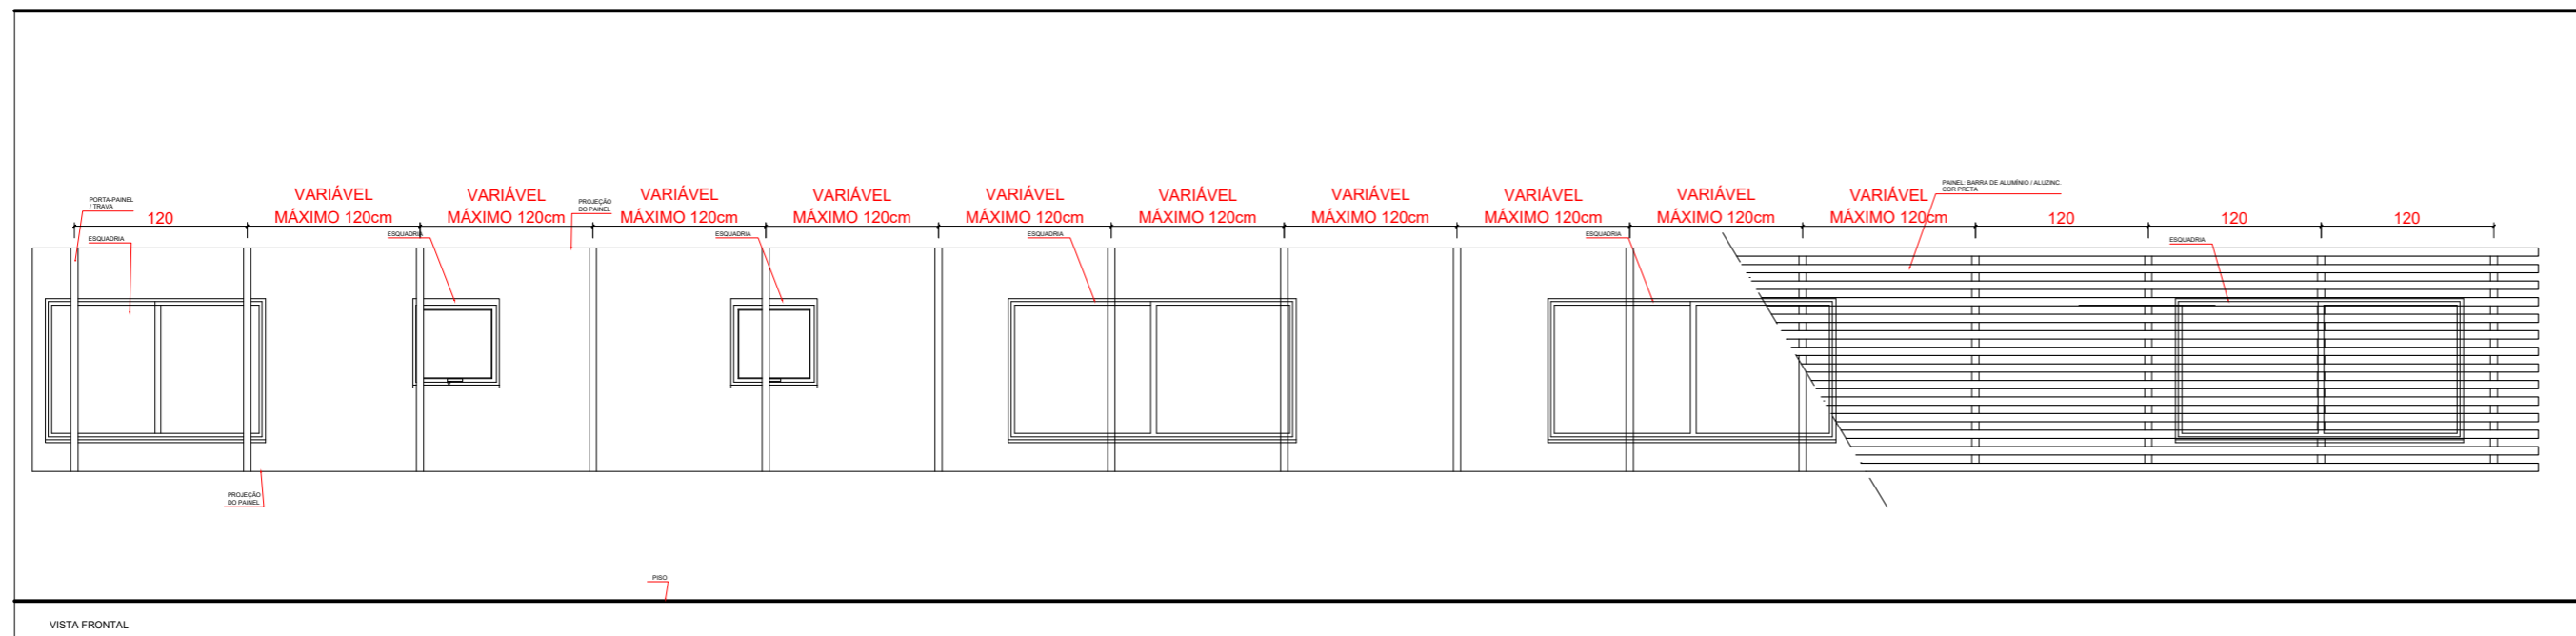 VARIÁVEL
MÁXIMO 120cm
VARIÁVEL
MÁXIMO 120cm
VARIÁVEL
MÁXIMO 120cm
VARIÁVEL
MÁXIMO 120cm
VARIÁVEL
MÁXIMO 120cm
VARIÁVEL
MÁXIMO 120cm
VARIÁVEL
MÁXIMO 120cm
VARIÁVEL
MÁXIMO 120cm
VARIÁVEL
MÁXIMO 120cm
VARIÁVEL
MÁXIMO 120cm
PAINEL: BARRA DE ALUMÍNIO / ALUZINC.
COR PRETA
PORTA-PAINEL
/ TRAVA
PROJEÇÃO
DO PAINEL
120
120
120
120
ESQUADRIA
ESQUADRIA
ESQUADRIA
ESQUADRIA
ESQUADRIA
ESQUADRIA
PROJEÇÃO
DO PAINEL
PISO
VISTA FRONTAL